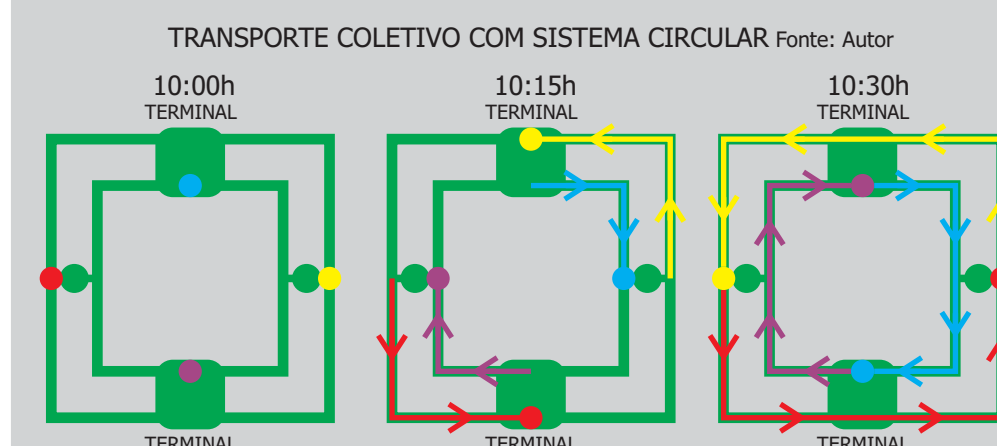 TRANSPORTE COLETIVO COM SISTEMA CIRCULAR Fonte: Autor
10:00h
TERMINAL
10:15h
TERMINAL
10:30h
TERMINAL
TERMINAL
TERMINAL
TERMINAL